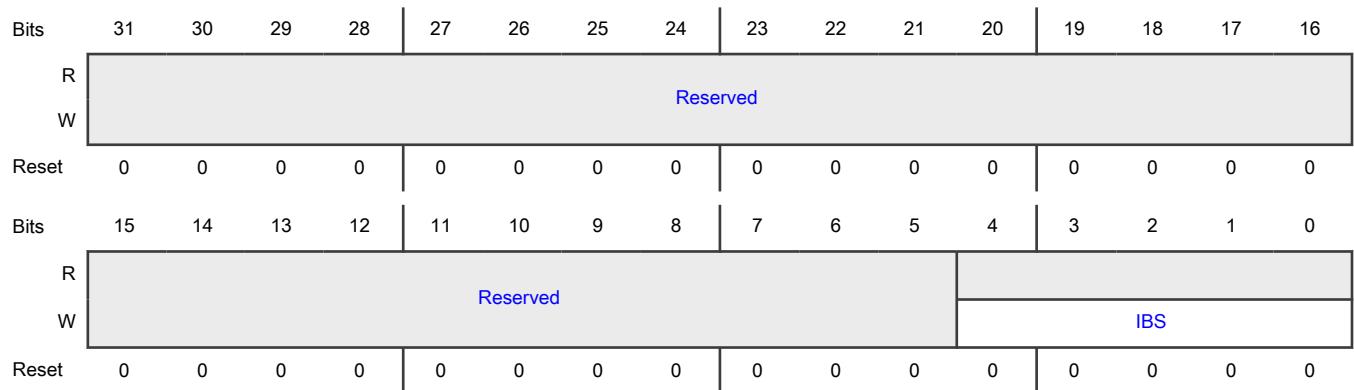 Bits 31 30 29 28 27 26 25 24 23 22 21 20 19 18 17 16
R
Reserved
W
Reset 0 0 0 0 0 0 0 0 0 0 0 0 0 0 0 0
Bits 15 14 13 12 11 10 9 8 7 6 5 4 3 2 1 0
R
Reserved
W IBS
Reset 0 0 0 0 0 0 0 0 0 0 0 0 0 0 0 0